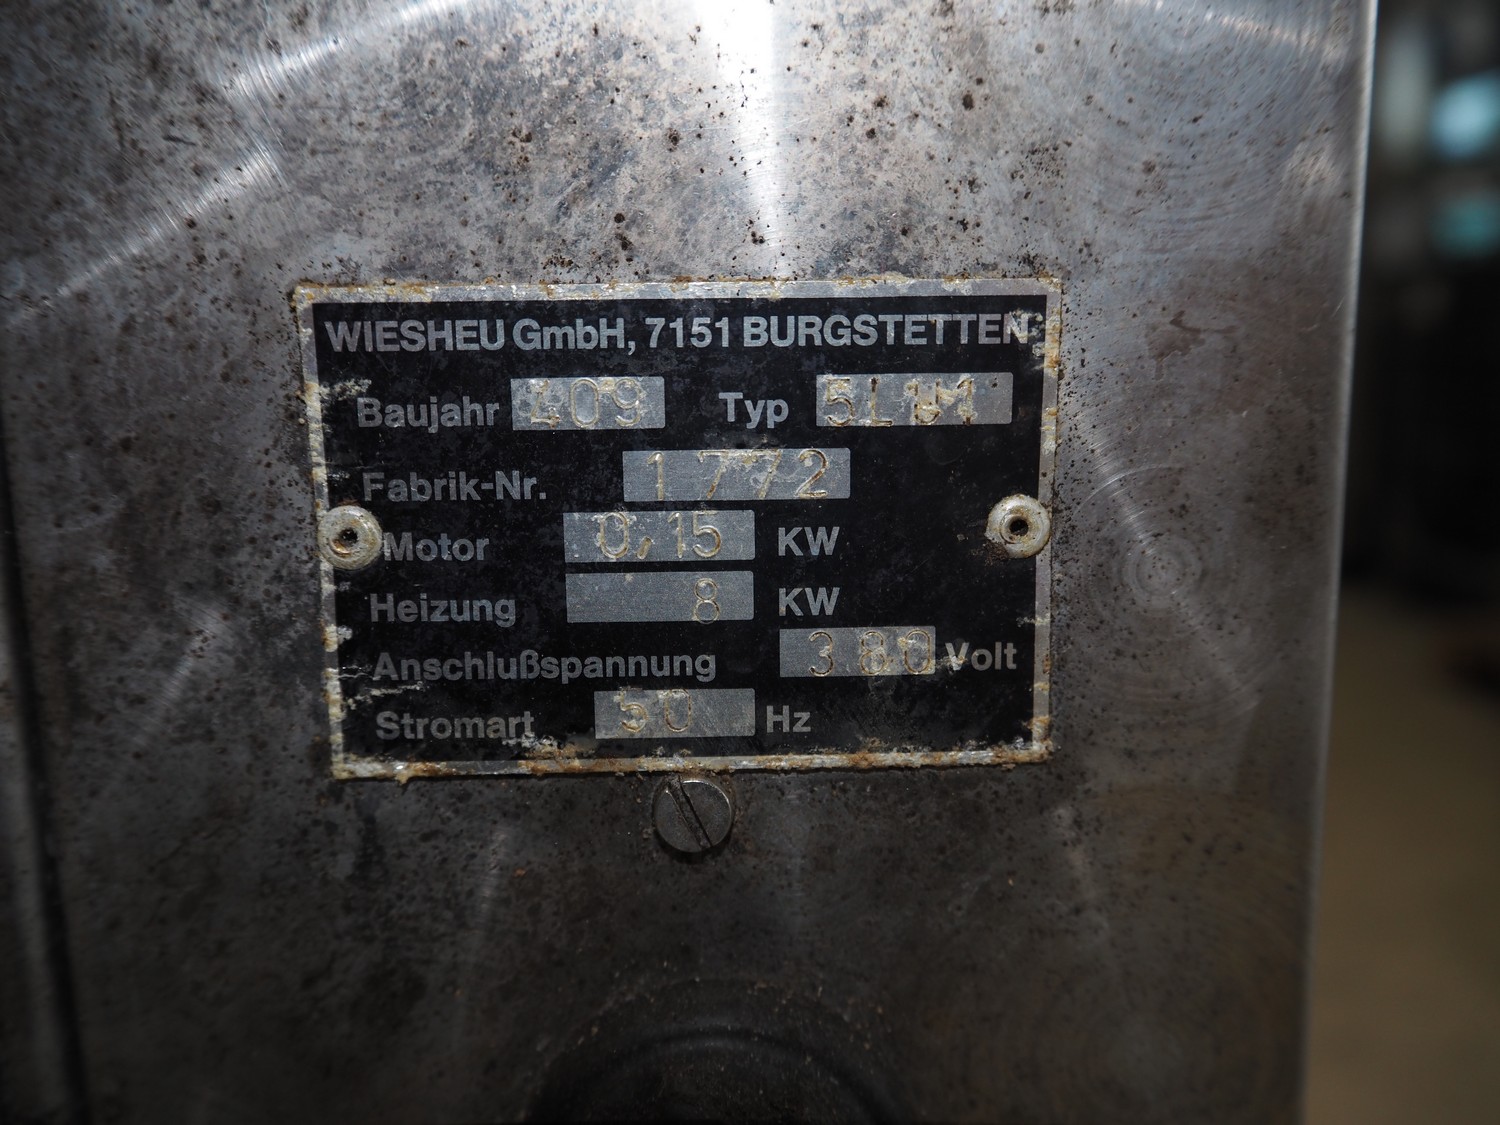 WIESHEU GmbH, 7151 BURGSTETTEN
Baujahr 409 Typ
Fabrik-Nr. 1772
Motor 0,15 KW
Heizung 8 KW
Anschlußspannung 380 Volt
Stromart 50 Hz